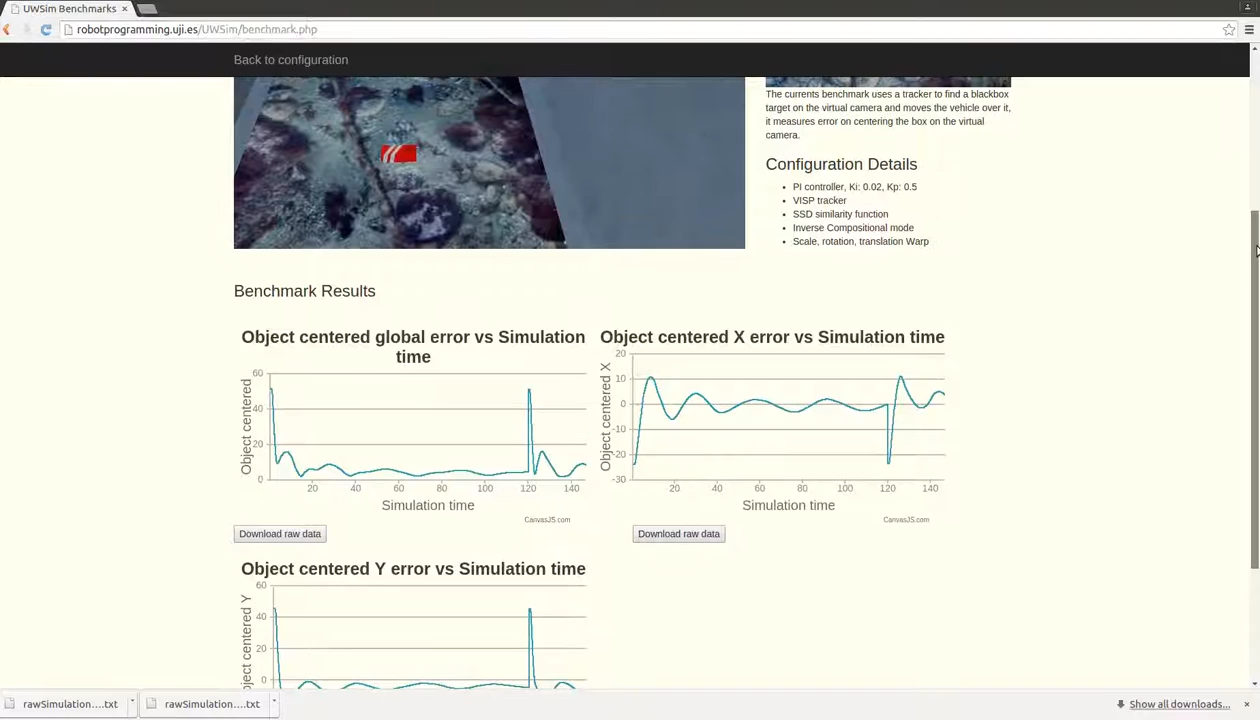 UWSim Benchmarks
robotprogramming.uji.es/UWSim/benchmark.php
Back to configuration
The currents benchmark uses a tracker to find a blackbox
target on the virtual camera and moves the vehicle over it,
it measures error on centering the box on the virtual
camera.
Configuration Details
PI controller, Ki: 0.02, Kp: 0.5
VISP tracker
SSD similarity function
Inverse Compositional mode
Scale, rotation, translation Warp
Benchmark Results
Object centered global error vs Simulation
time
60
40
20
0
Object centered
20 40 60 80 100 120 140
Simulation time
CanvasJS.com
Download raw data
Object centered X error vs Simulation time
20
10
0
-10
-20
-30
Object centered X
20 40 60 80 100 120 140
Simulation time
CanvasJS.com
Download raw data
Object centered Y error vs Simulation time
60
40
20
0
Object centered Y
rawSimulation....txt
rawSimulation....txt
Show all downloads...